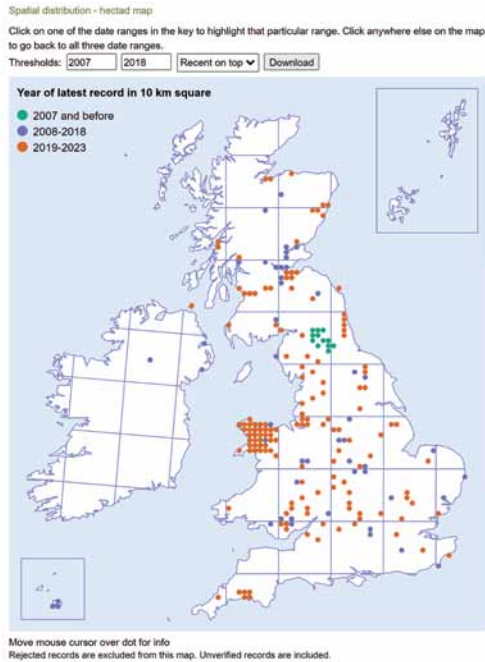 Spatial distribution - hectad map
Click on one of the date ranges in the key to highlight that particular range. Click anywhere else on the map
to go back to all three date ranges.
Thresholds: 2007 2018 Recent on top Download
Year of latest record in 10 km square
2007 and before
2008-2018
2019-2023
Move mouse cursor over dot for info
Rejected records are excluded from this map. Unverified records are included.